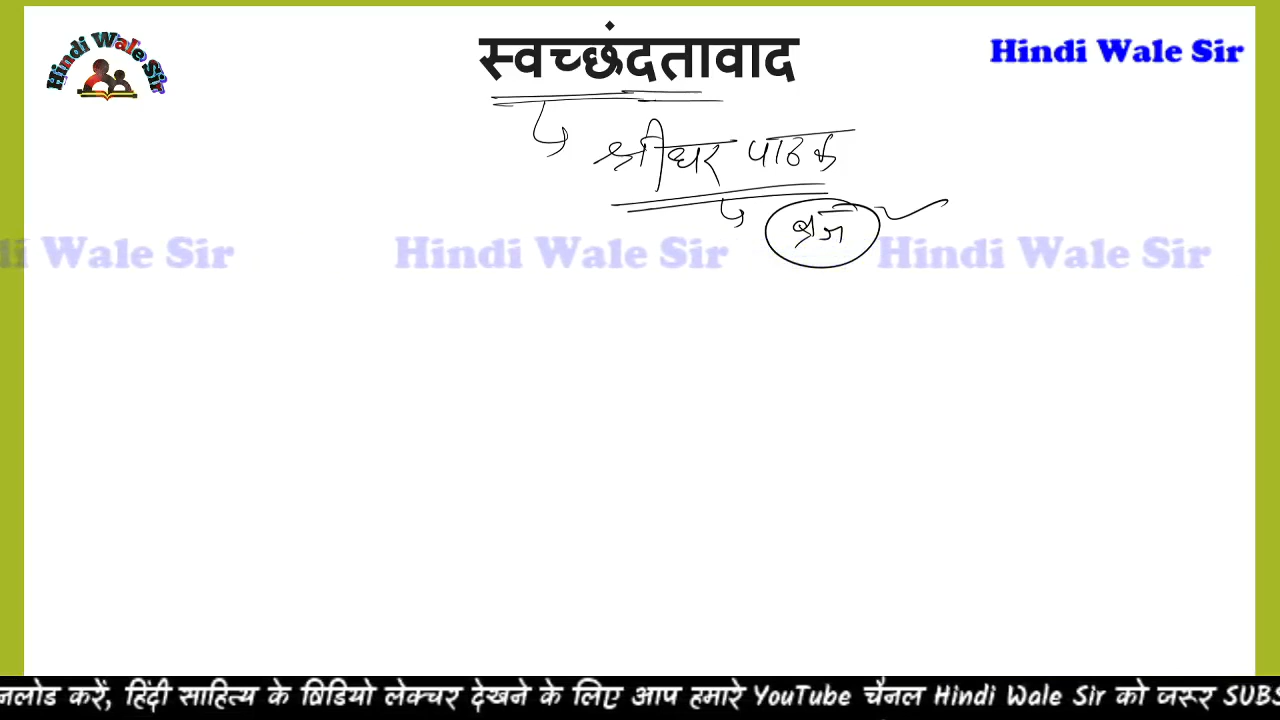 Hindi Wale Sir
स्वच्छंदतावाद
Hindi Wale Sir
श्रीधर पाठक
ब्रज
di Wale Sir Hindi Wale Sir Hindi Wale Sir
नलोड करें, हिंदी साहित्य के विडियो लेक्चर देखने के लिए आप हमारे YouTube चैनल Hindi Wale Sir को जरूर SUBS